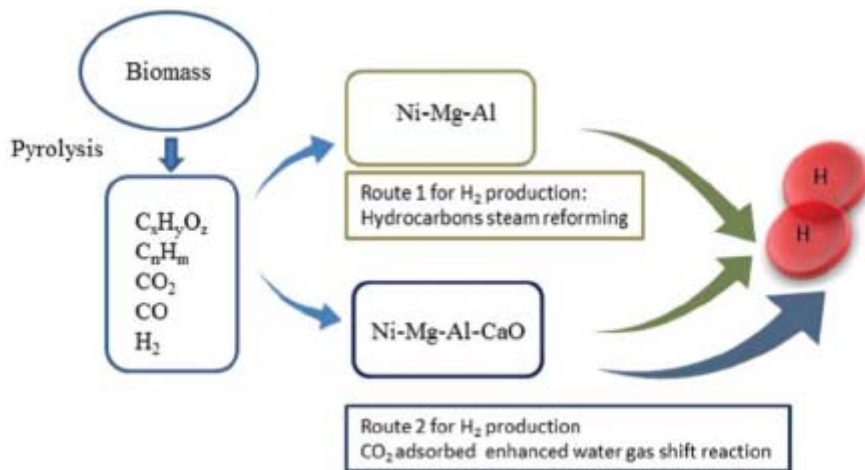 Biomass
Pyrolysis
CₓHᵧO_z
CₙHₘ
CO₂
CO
H₂
Ni-Mg-Al
Route 1 for H₂ production:
Hydrocarbons steam reforming
Ni-Mg-Al-CaO
Route 2 for H₂ production
CO₂ adsorbed enhanced water gas shift reaction
H
H